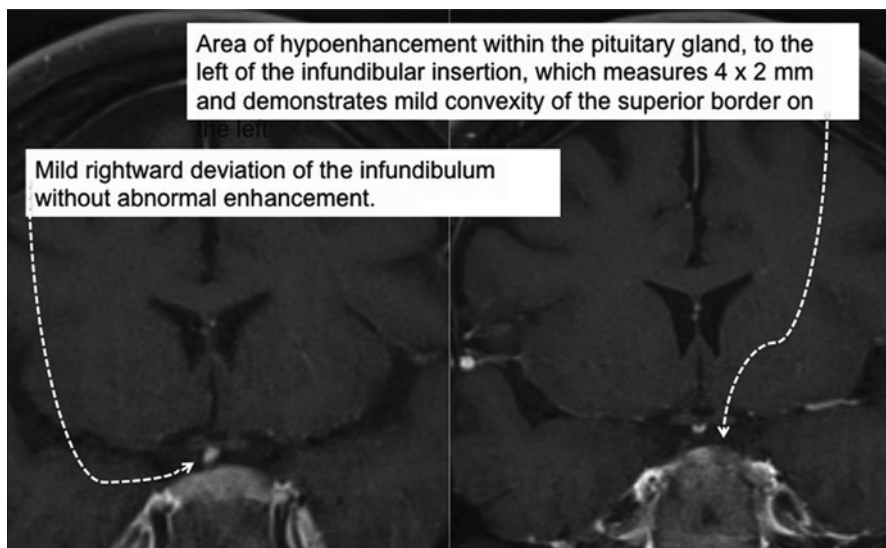 Area of hypoenhancement within the pituitary gland, to the
left of the infundibular insertion, which measures 4 x 2 mm
and demonstrates mild convexity of the superior border on
the left
Mild rightward deviation of the infundibulum
without abnormal enhancement.